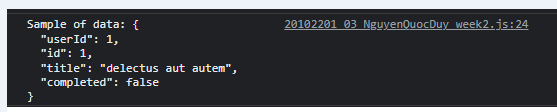 Sample of data: { 20102201_03_NguyenQuocDuy_week2.js:24
"userId": 1,
"id": 1,
"title": "delectus aut autem",
"completed": false
}